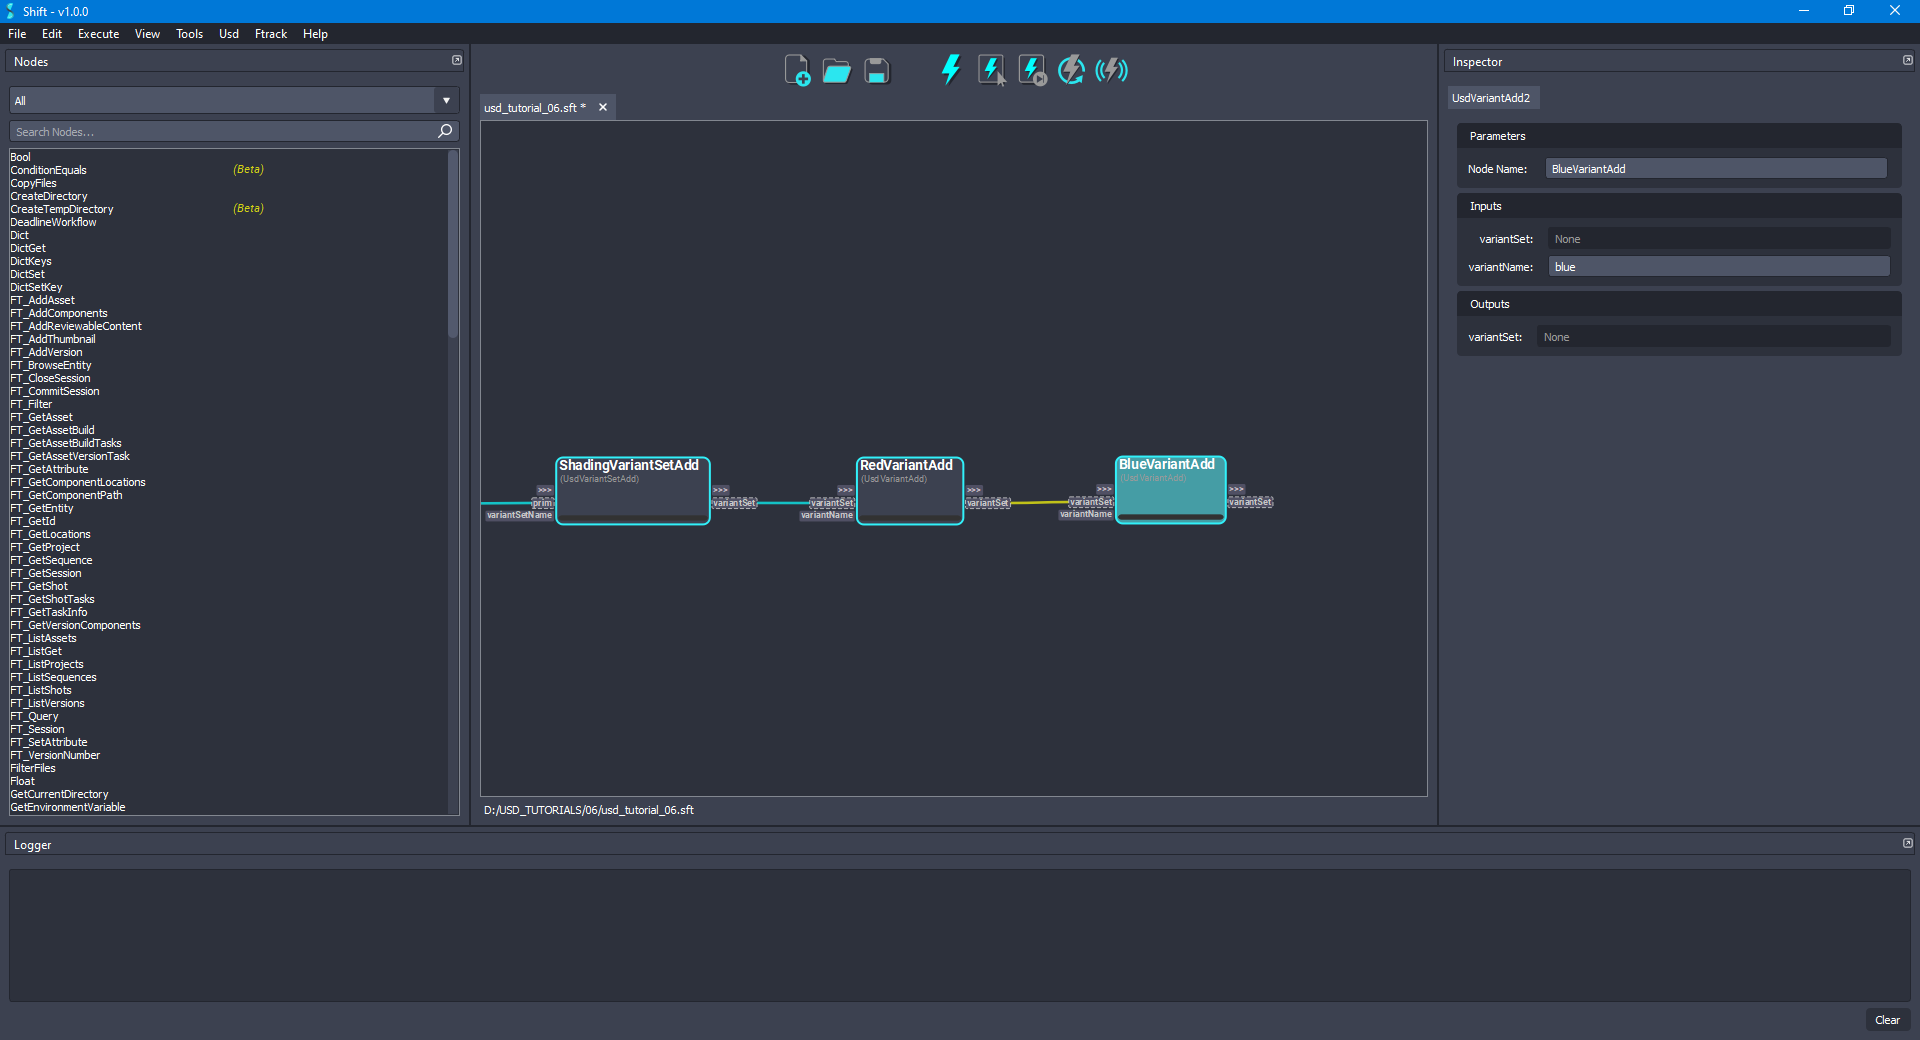 Shift - v1.0.0
File Edit Execute View Tools Usd Ftrack Help
Nodes
All
Search Nodes...
Bool
ConditionEquals (Beta)
CopyFiles
CreateDirectory
CreateTempDirectory (Beta)
DeadlineWorkflow
Dict
DictGet
DictKeys
DictSet
DictSetKey
FT_AddAsset
FT_AddComponents
FT_AddReviewableContent
FT_AddThumbnail
FT_AddVersion
FT_BrowseEntity
FT_CloseSession
FT_CommitSession
FT_Filter
FT_GetAsset
FT_GetAssetBuild
FT_GetAssetBuildTasks
FT_GetAssetVersionTask
FT_GetAttribute
FT_GetComponentLocations
FT_GetComponentPath
FT_GetEntity
FT_GetId
FT_GetLocations
FT_GetProject
FT_GetSequence
FT_GetSession
FT_GetShot
FT_GetShotTasks
FT_GetTaskInfo
FT_GetVersionComponents
FT_ListAssets
FT_ListGet
FT_ListProjects
FT_ListSequences
FT_ListShots
FT_ListVersions
FT_Query
FT_Session
FT_SetAttribute
FT_VersionNumber
FilterFiles
Float
GetCurrentDirectory
GetEnvironmentVariable
usd_tutorial_06.sft *
ShadingVariantSetAdd
(UsdVariantSetAdd)
>>> >>>
prim variantSet
variantSetName
RedVariantAdd
(UsdVariantAdd)
>>> >>>
variantSet variantSet
variantName
BlueVariantAdd
(UsdVariantAdd)
>>> >>>
variantSet variantSet
variantName
D:/USD_TUTORIALS/06/usd_tutorial_06.sft
Inspector
UsdVariantAdd2
Parameters
Node Name: BlueVariantAdd
Inputs
variantSet: None
variantName: blue
Outputs
variantSet: None
Logger
Clear